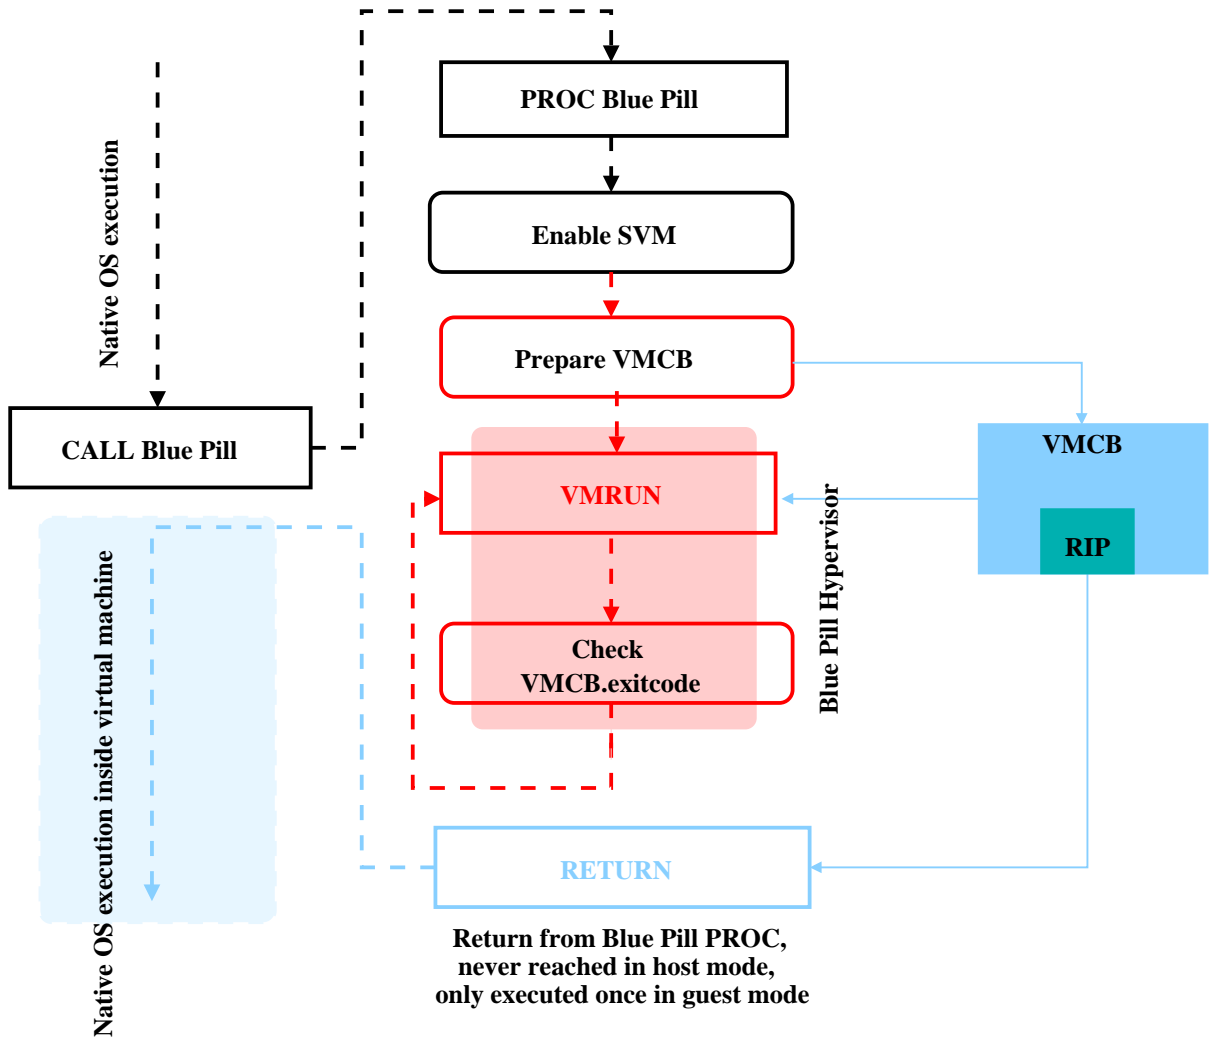 PROC Blue Pill
Enable SVM
Native OS execution
Prepare VMCB
CALL Blue Pill
VMCB
VMRUN
RIP
Blue Pill Hypervisor
Check
VMCB.exitcode
Native OS execution inside virtual machine
RETURN
Return from Blue Pill PROC,
never reached in host mode,
only executed once in guest mode